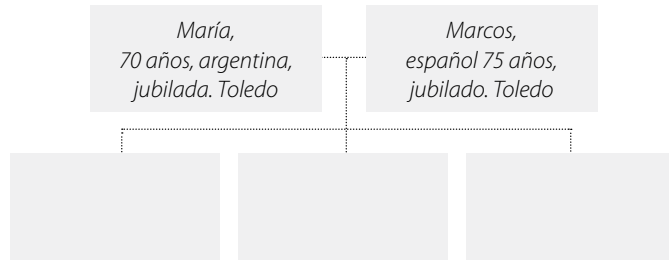 María,
70 años, argentina,
jubilada. Toledo
Marcos,
español 75 años,
jubilado. Toledo